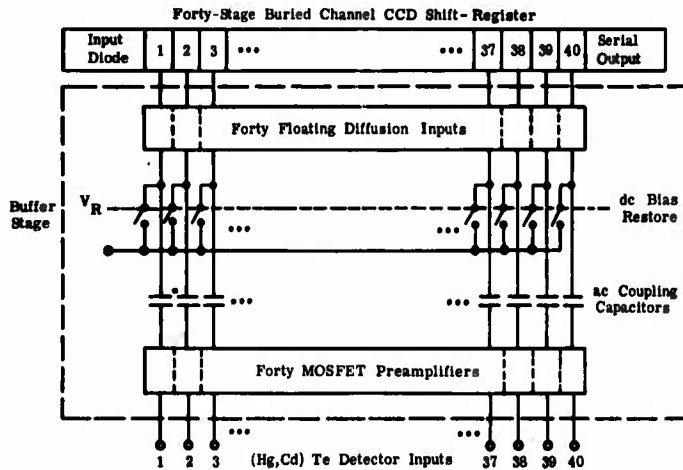 Forty-Stage Buried Channel CCD Shift-Register
Input Diode 1 2 3 ••• ••• 37 38 39 40 Serial Output
Forty Floating Diffusion Inputs
Buffer Stage
V_R
dc Bias Restore
••• •••
••• •••
ac Coupling Capacitors
Forty MOSFET Preamplifiers
••• •••
1 2 3 (Hg,Cd) Te Detector Inputs 37 38 39 40